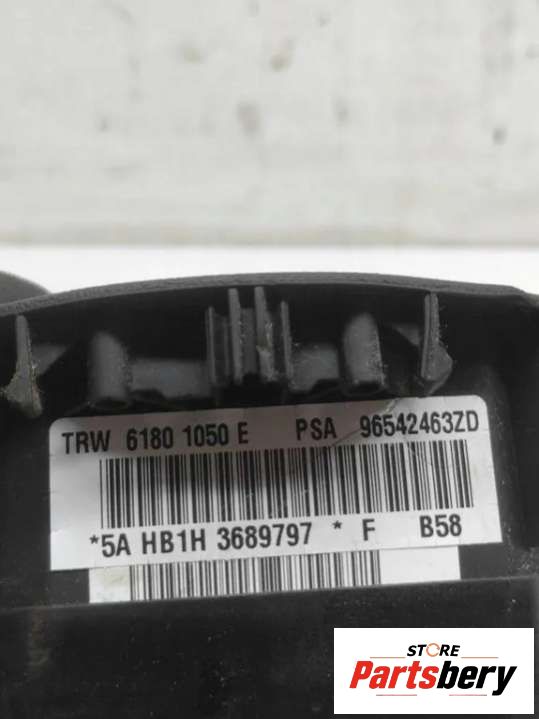 TRW 6180 1050 E PSA 96542463ZD
*5A HB1H 3689797 * F B58
STORE
Partsbery